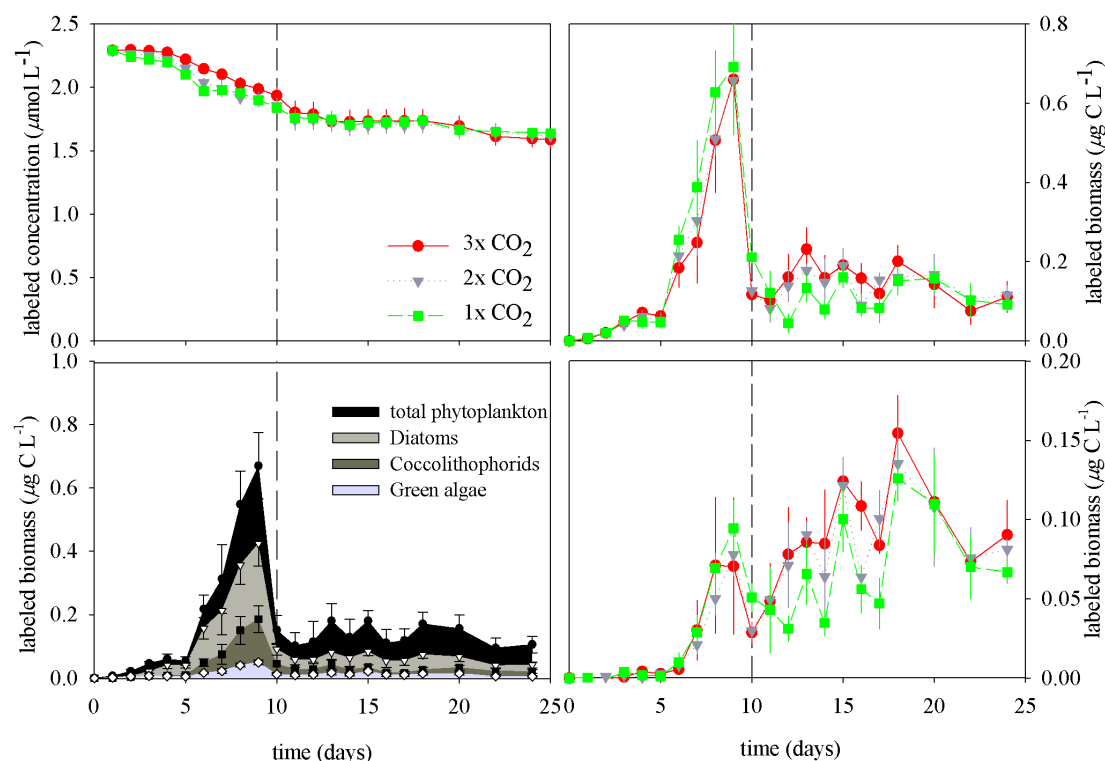 labeled concentration (μmol L-1)
2.5
2.0
1.5
1.0
0.5
0.0
3x CO2
2x CO2
1x CO2
0.8
0.6
0.4
0.2
0.0
labeled biomass (μg C L-1)
labeled biomass (μg C L-1)
1.0
0.8
0.6
0.4
0.2
0.0
total phytoplankton
Diatoms
Coccolithophorids
Green algae
0 5 10 15 20 25
time (days)
0.20
0.15
0.10
0.05
0.00
labeled biomass (μg C L-1)
5 10 15 20 25
time (days)